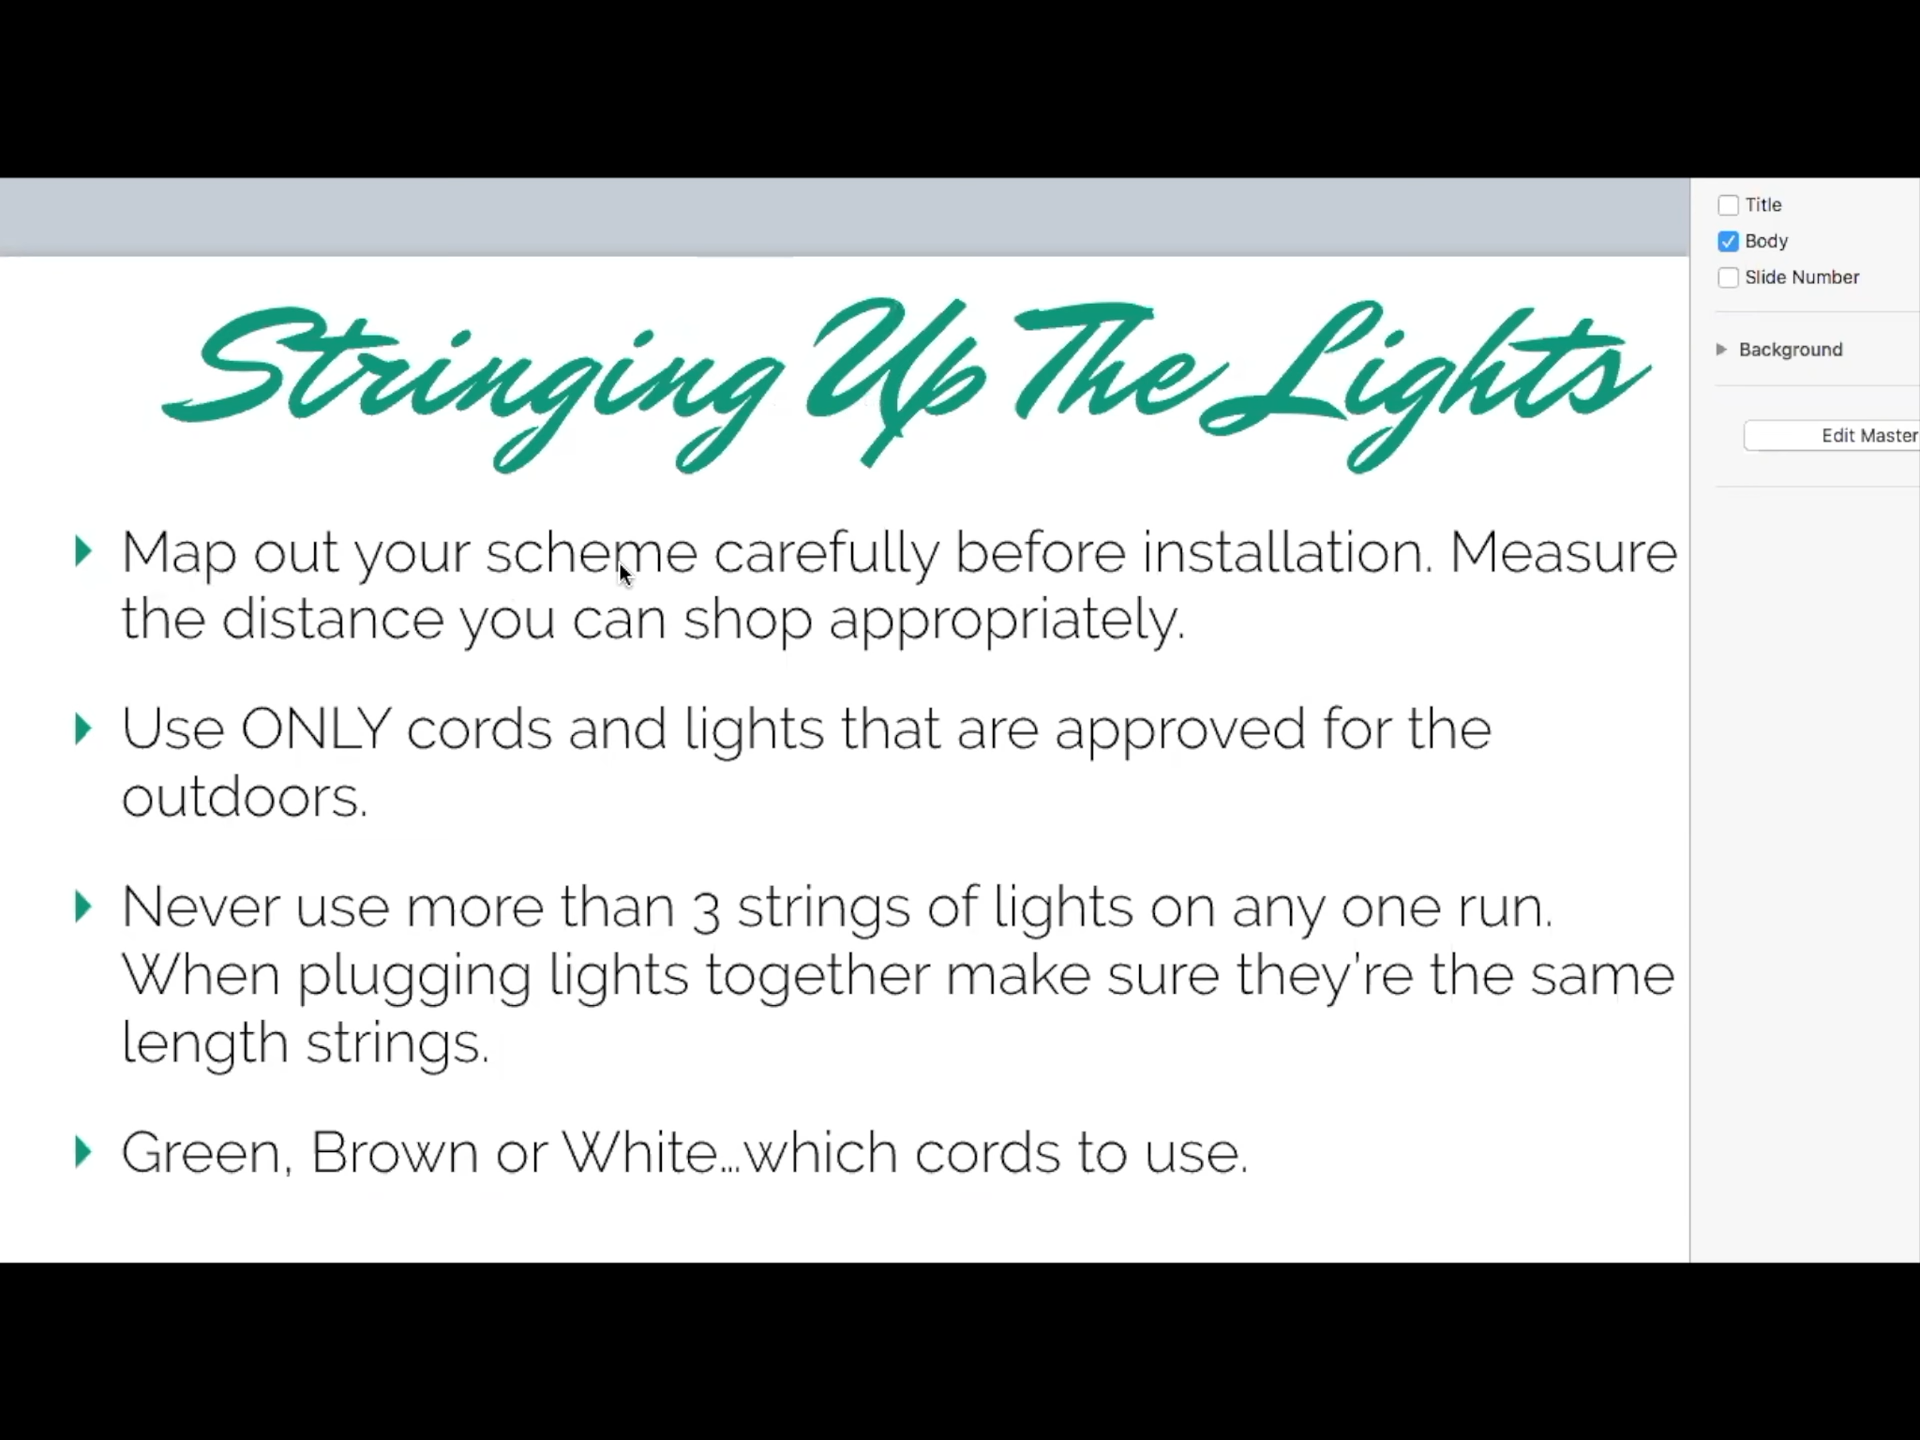 Title
Body
Slide Number
Background
Edit Master
Stringing Up The Lights
Map out your scheme carefully before installation. Measure
the distance you can shop appropriately.
Use ONLY cords and lights that are approved for the
outdoors.
Never use more than 3 strings of lights on any one run.
When plugging lights together make sure they're the same
length strings.
Green, Brown or White...which cords to use.